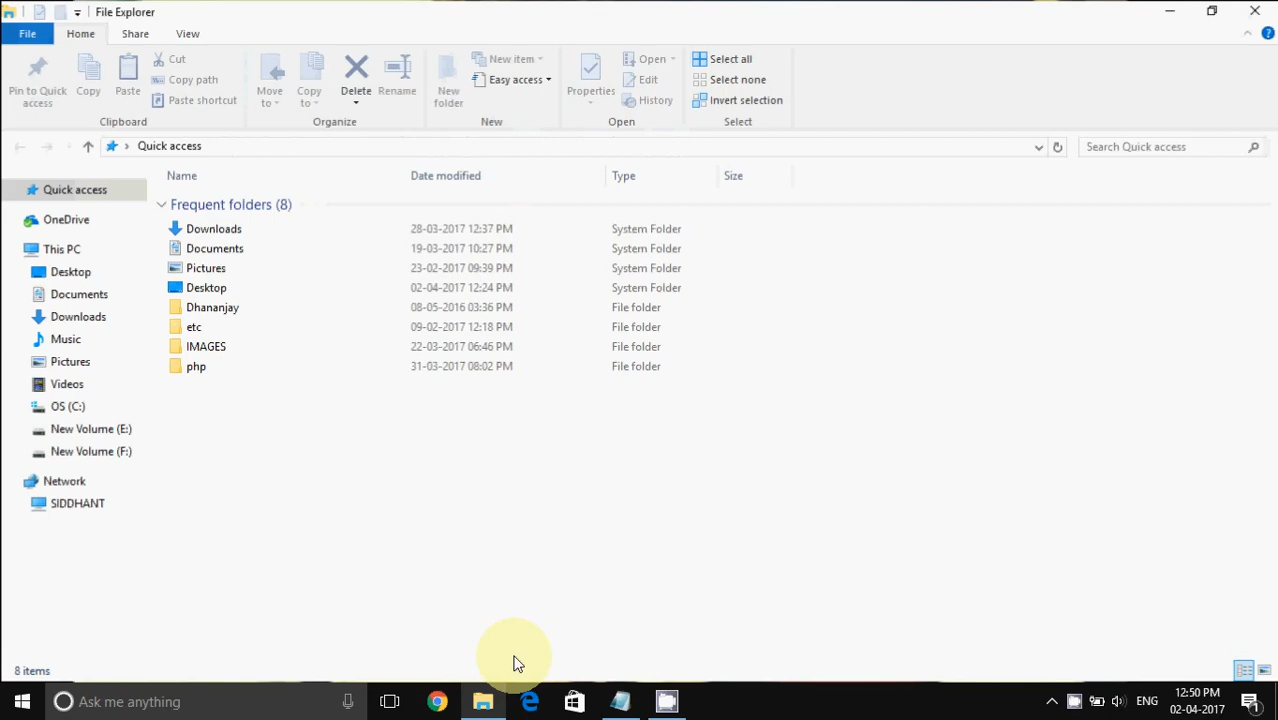 File Explorer
File Home Share View
Pin to Quick access
Copy
Paste
Cut
Copy path
Paste shortcut
Clipboard
Move to
Copy to
Delete
Rename
Organize
New folder
New item
Easy access
New
Properties
Open
Edit
History
Open
Select all
Select none
Invert selection
Select
Quick access
Search Quick access
Name Date modified Type Size
Quick access
OneDrive
This PC
Desktop
Documents
Downloads
Music
Pictures
Videos
OS (C:)
New Volume (E:)
New Volume (F:)
Network
SIDDHANT
Frequent folders (8)
Downloads 28-03-2017 12:37 PM System Folder
Documents 19-03-2017 10:27 PM System Folder
Pictures 23-02-2017 09:39 PM System Folder
Desktop 02-04-2017 12:24 PM System Folder
Dhananjay 08-05-2016 03:36 PM File folder
etc 09-02-2017 12:18 PM File folder
IMAGES 22-03-2017 06:46 PM File folder
php 31-03-2017 08:02 PM File folder
8 items
Ask me anything
ENG
12:50 PM
02-04-2017
1